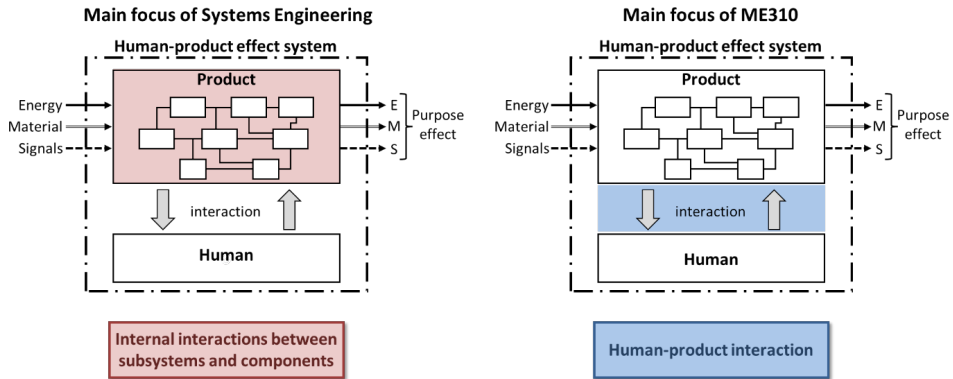 Main focus of Systems Engineering
Human-product effect system
Product
Energy
Material
Signals
E
M
S
Purpose
effect
interaction
Human
Internal interactions between
subsystems and components
Main focus of ME310
Human-product effect system
Product
Energy
Material
Signals
E
M
S
Purpose
effect
interaction
Human
Human-product interaction